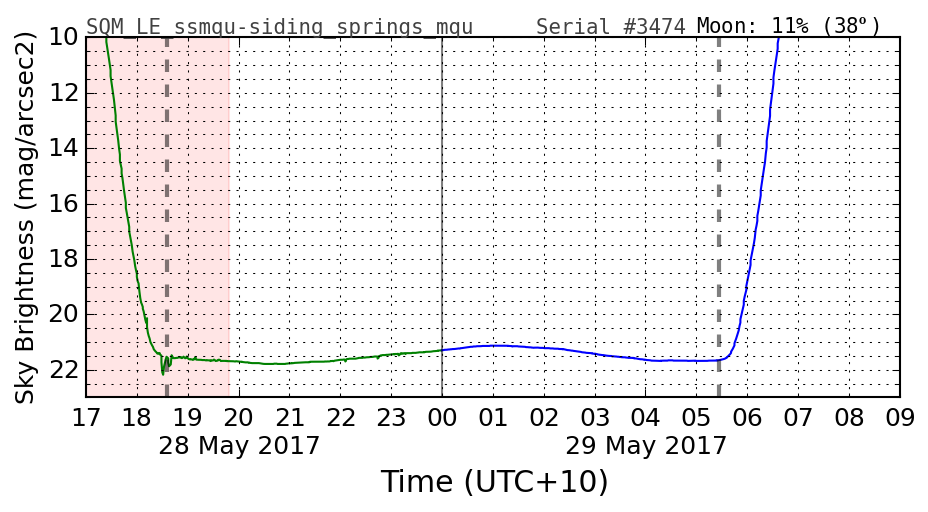 SQM_LE_ssmqu-siding_springs_mqu Serial #3474 Moon: 11% (38°)
Sky Brightness (mag/arcsec2)
10
12
14
16
18
20
22
17 18 19 20 21 22 23 00 01 02 03 04 05 06 07 08 09
28 May 2017 29 May 2017
Time (UTC+10)